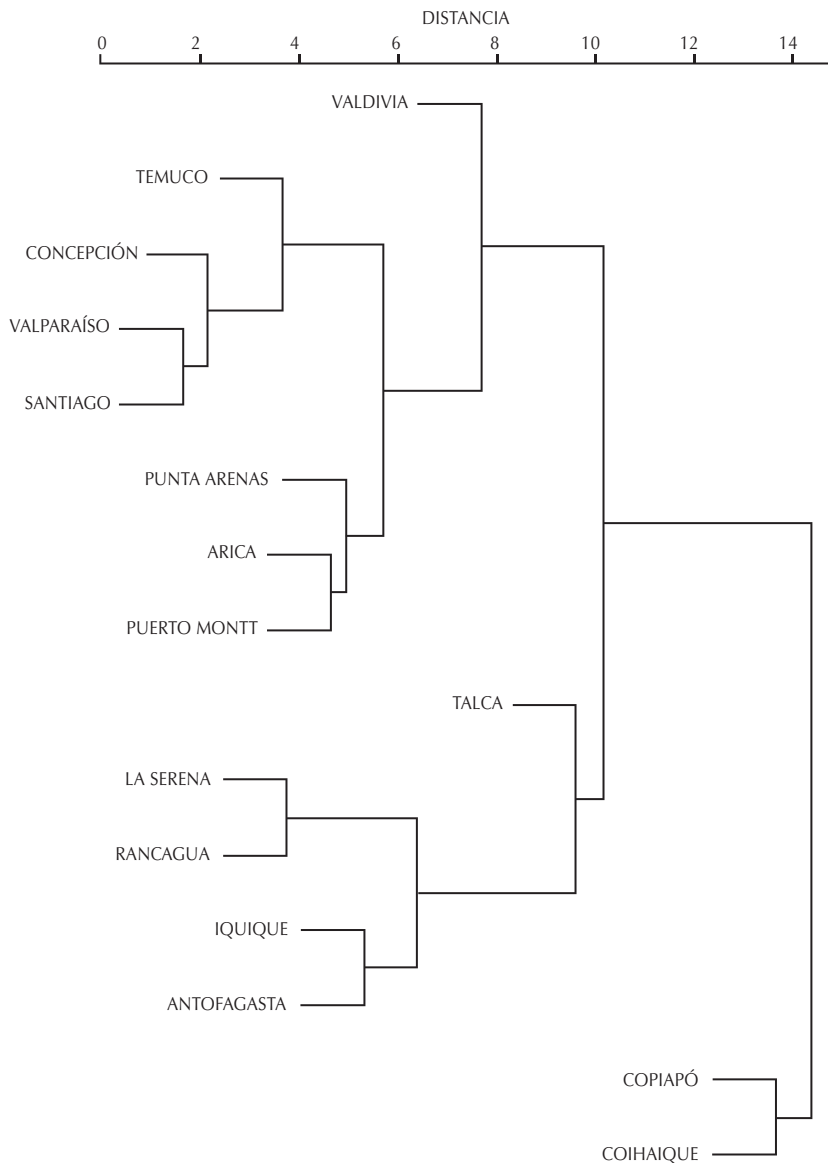 DISTANCIA
0 2 4 6 8 10 12 14
VALDIVIA
TEMUCO
CONCEPCIÓN
VALPARAÍSO
SANTIAGO
PUNTA ARENAS
ARICA
PUERTO MONTT
TALCA
LA SERENA
RANCAGUA
IQUIQUE
ANTOFAGASTA
COPIAPÓ
COIHAIQUE